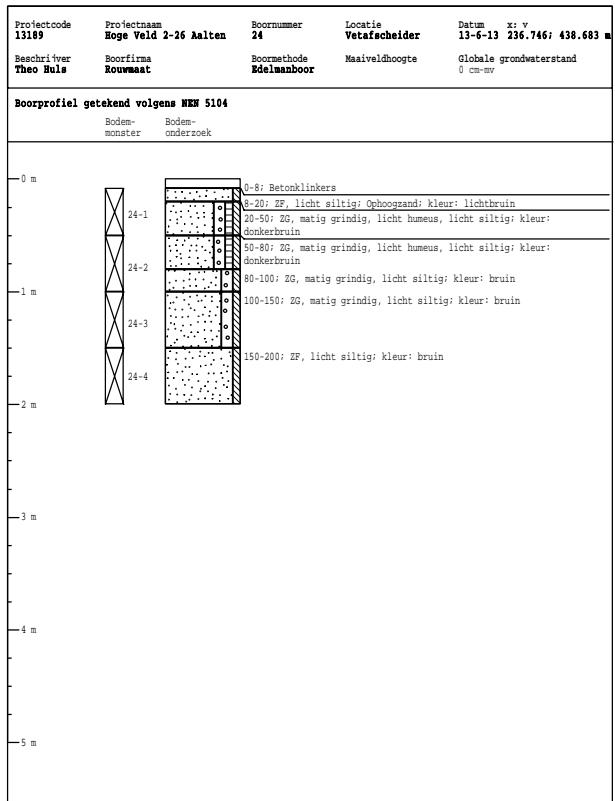 Projectcode Projectnaam Boornummer Locatie Datum x: y
13189 Hoge Veld 2-26 Aalten 24 Vetafscheider 13-6-13 236.746; 438.683 m
Beschrijver Boorfirma Boormethode Maaiveldhoogte Globale grondwaterstand
Theo Huls Rouwmaat Edelmanboor 0 cm-mv
Boorprofiel getekend volgens NEN 5104
Bodem- Bodem-
monster onderzoek
0 m
0-8; Betonklinkers
8-20; ZF, licht siltig; Ophoogzand; kleur: lichtbruin
24-1
20-50; ZG, matig grindig, licht humeus, licht siltig; kleur:
donkerbruin
50-80; ZG, matig grindig, licht humeus, licht siltig; kleur:
donkerbruin
24-2
80-100; ZG, matig grindig, licht siltig; kleur: bruin
1 m
100-150; ZG, matig grindig, licht siltig; kleur: bruin
24-3
150-200; ZF, licht siltig; kleur: bruin
24-4
2 m
3 m
4 m
5 m